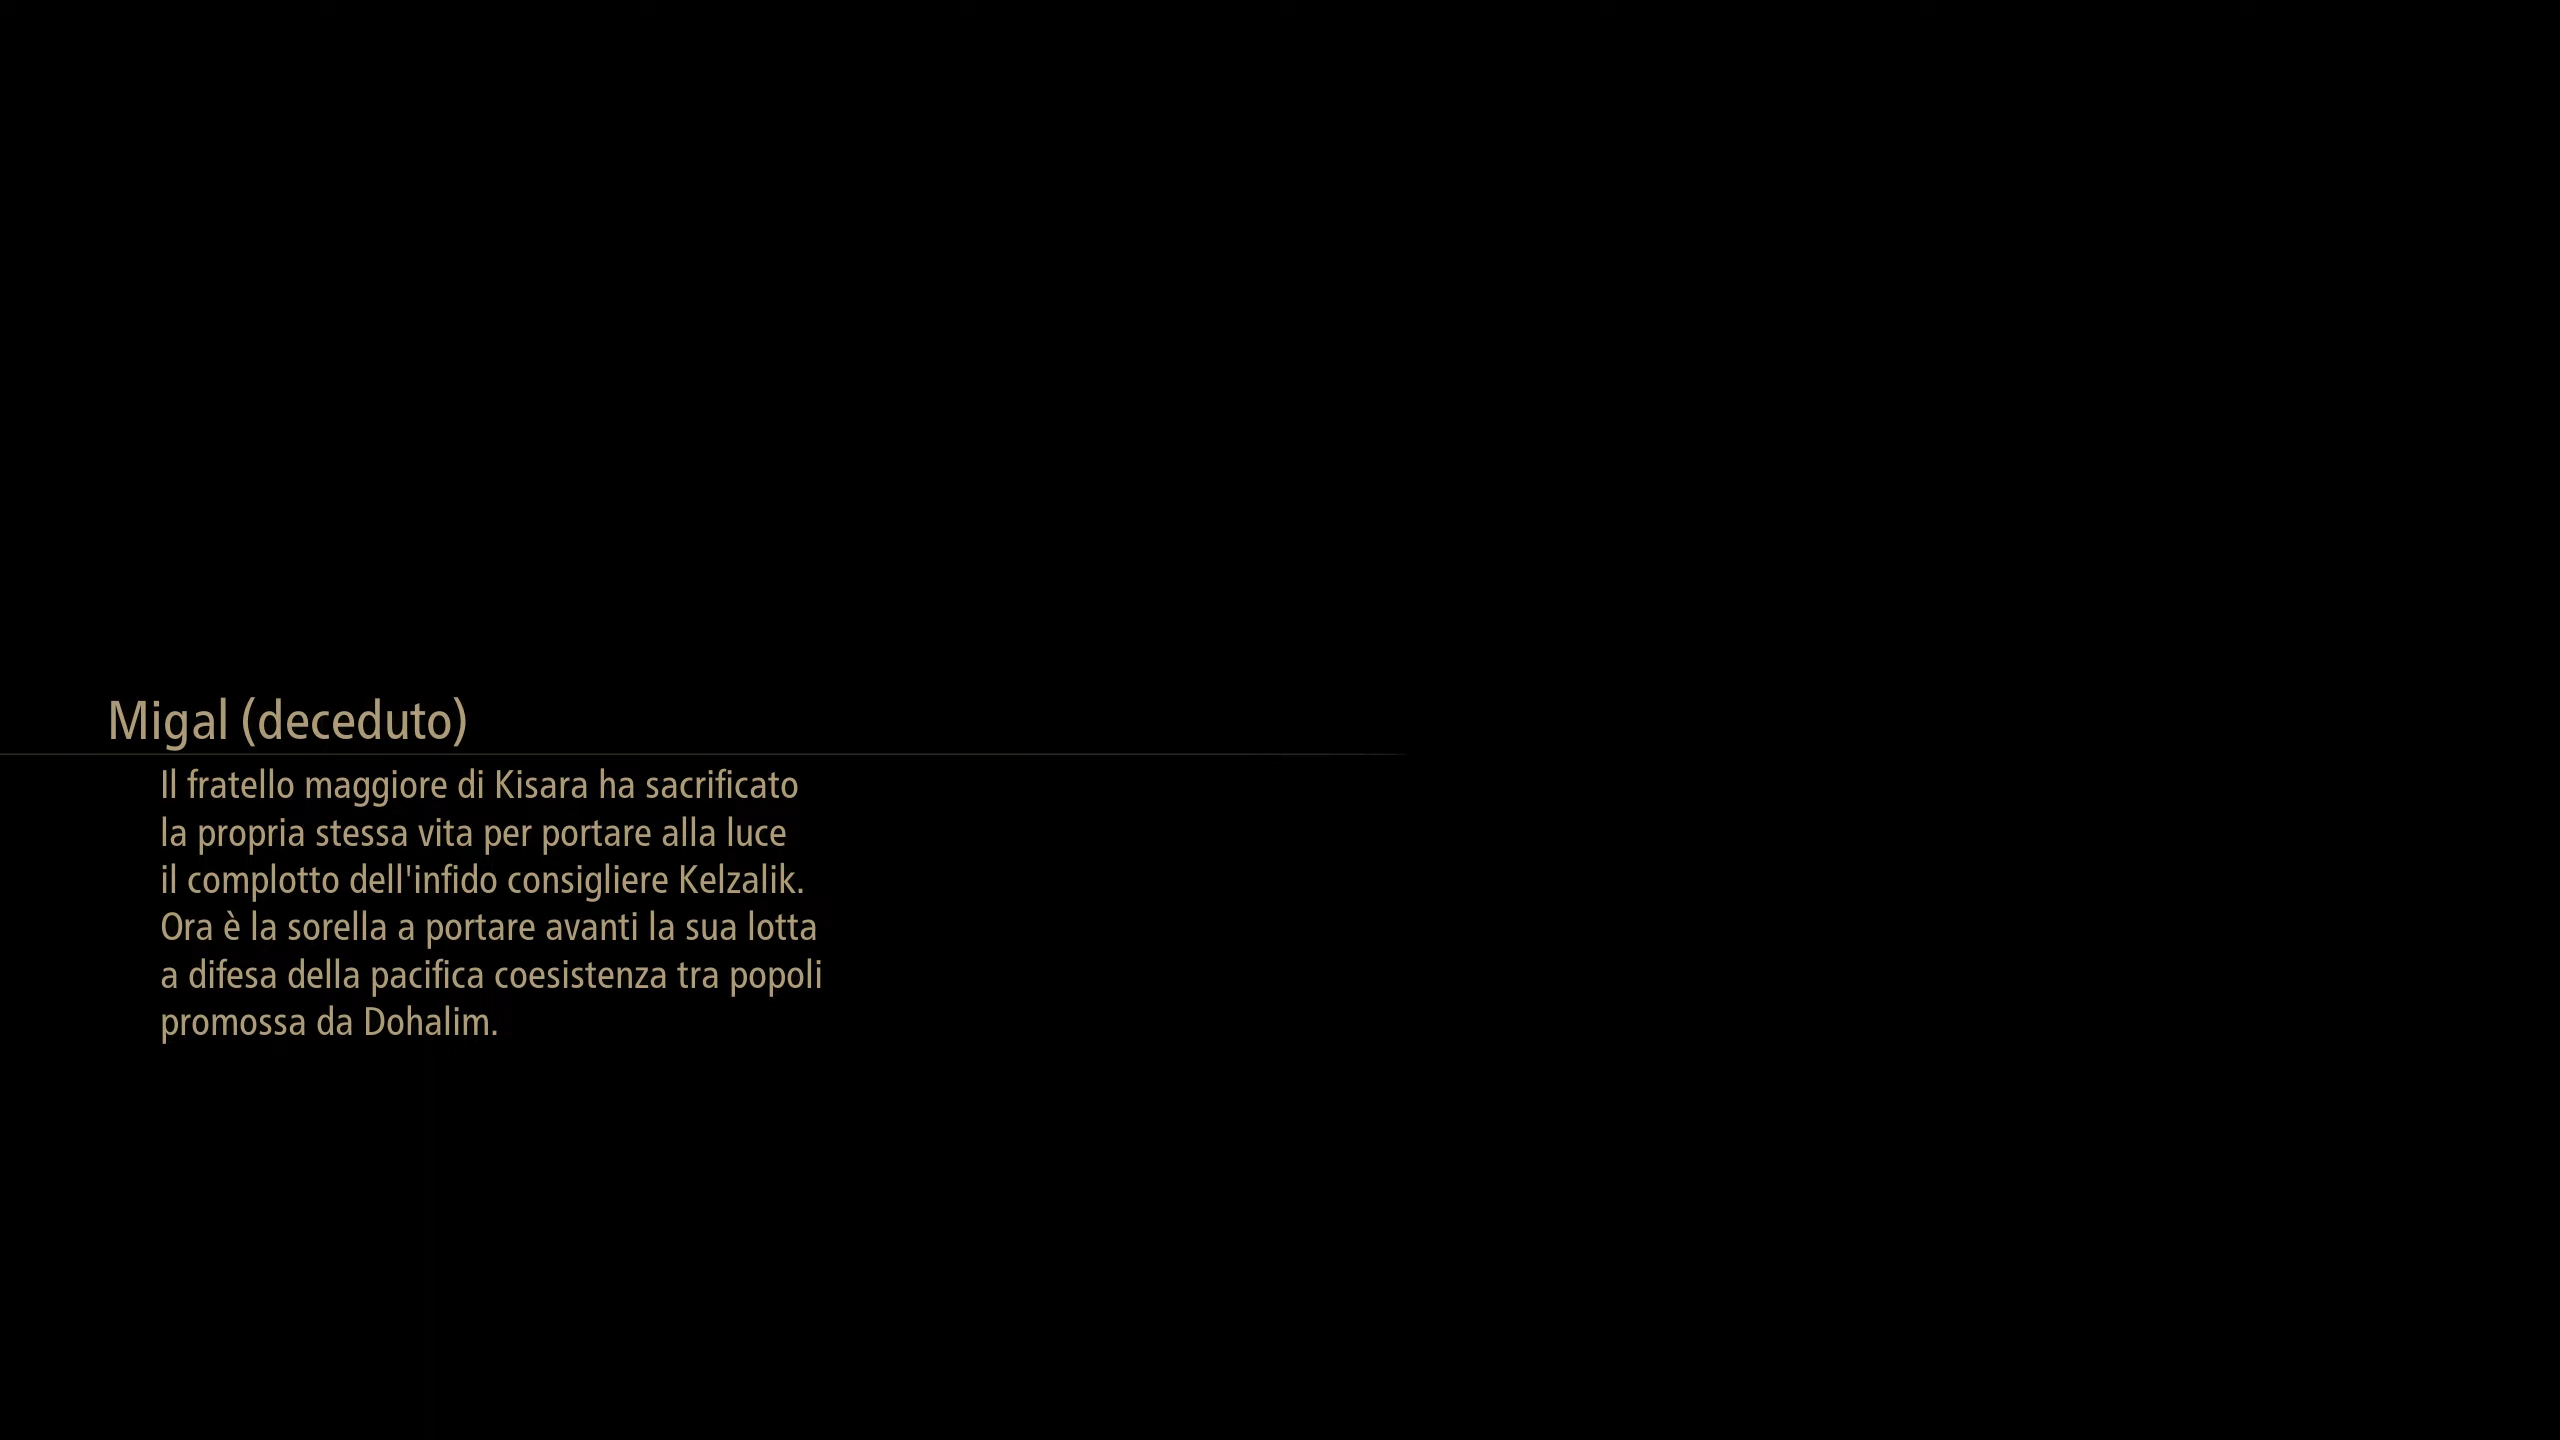 Migal (deceduto)
Il fratello maggiore di Kisara ha sacrificato
la propria stessa vita per portare alla luce
il complotto dell'infido consigliere Kelzalik.
Ora è la sorella a portare avanti la sua lotta
a difesa della pacifica coesistenza tra popoli
promossa da Dohalim.